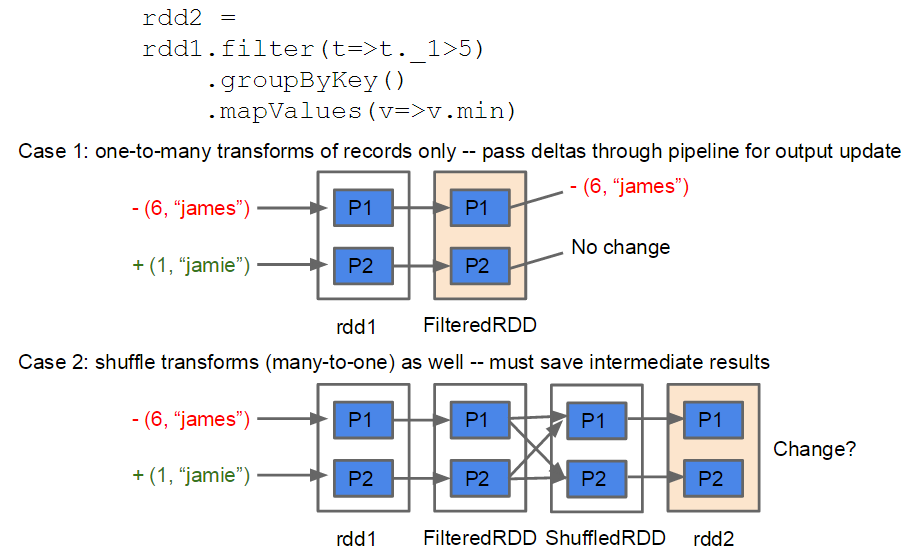 rdd2 =
rdd1.filter(t=>t._1>5)
.groupByKey()
.mapValues(v=>v.min)
Case 1: one-to-many transforms of records only -- pass deltas through pipeline for output update
- (6, “james”)
P1
P1
- (6, “james”)
+ (1, “jamie”)
P2
P2
No change
rdd1
FilteredRDD
Case 2: shuffle transforms (many-to-one) as well -- must save intermediate results
- (6, “james”)
P1
P1
P1
P1
Change?
+ (1, “jamie”)
P2
P2
P2
P2
rdd1
FilteredRDD
ShuffledRDD
rdd2